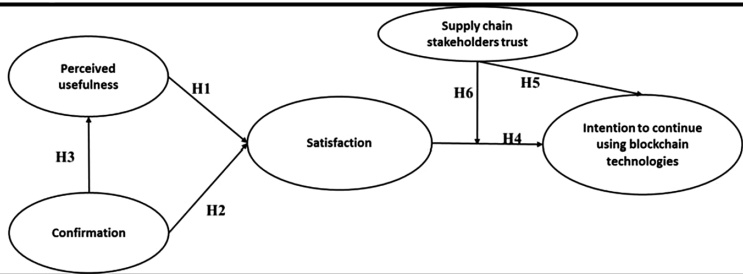 Supply chain
stakeholders trust
Perceived
usefulness
H1
H6
H5
Satisfaction
H4
Intention to continue
using blockchain
technologies
H3
H2
Confirmation